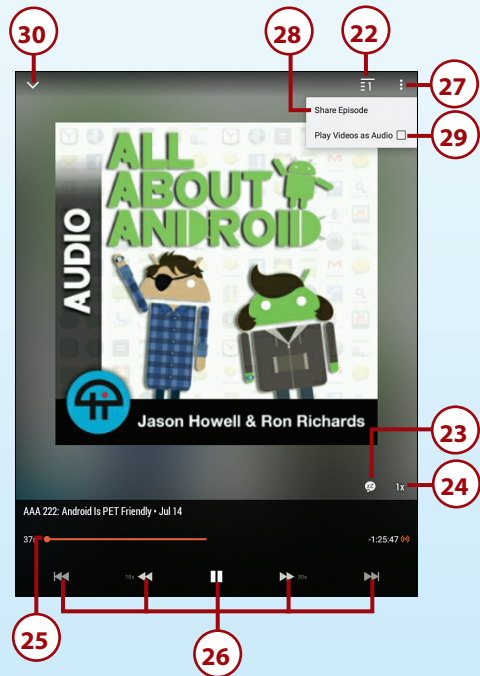 30
28
22
27
Share Episode
Play Videos as Audio
29
ALL
ABOUT
ANDROID
AUDIO
Jason Howell & Ron Richards
23
1x
24
AAA 222: Android Is PET Friendly • Jul 14
-1:25:47
10s
30s
25
26